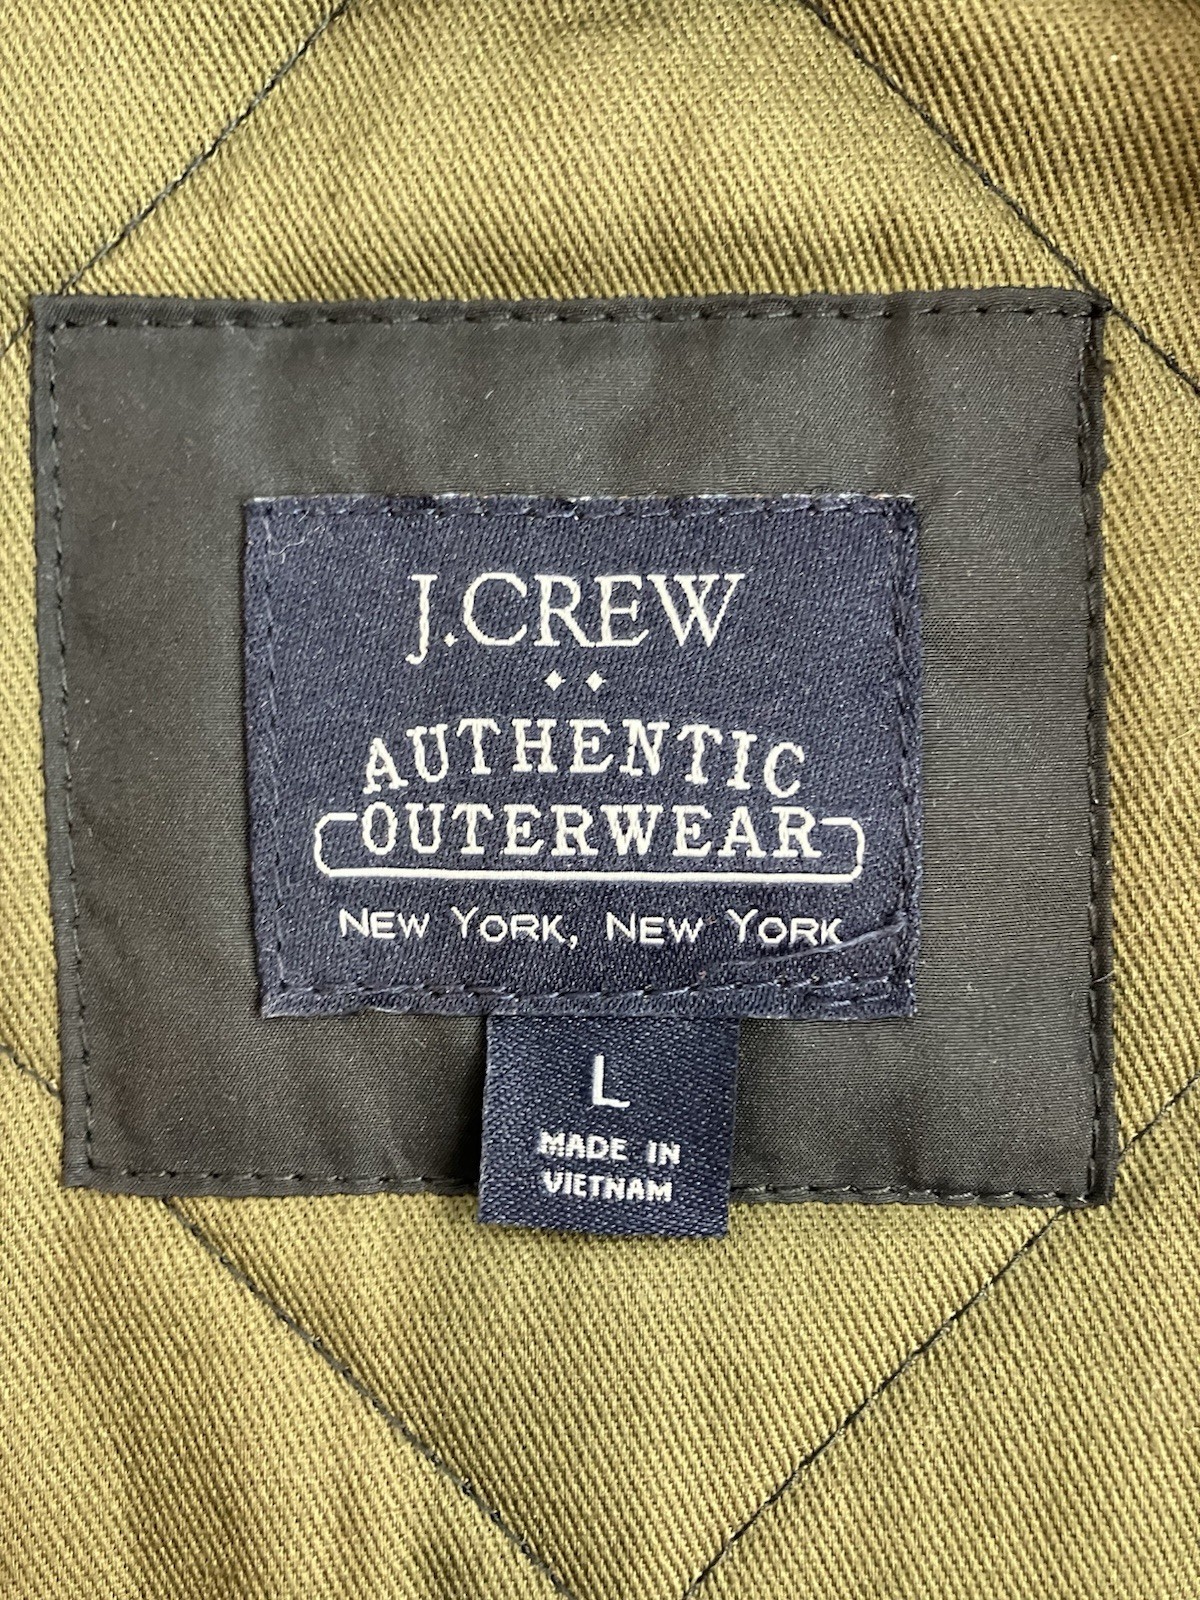 J.CREW
AUTHENTIC
OUTERWEAR
NEW YORK, NEW YORK
L
MADE IN
VIETNAM